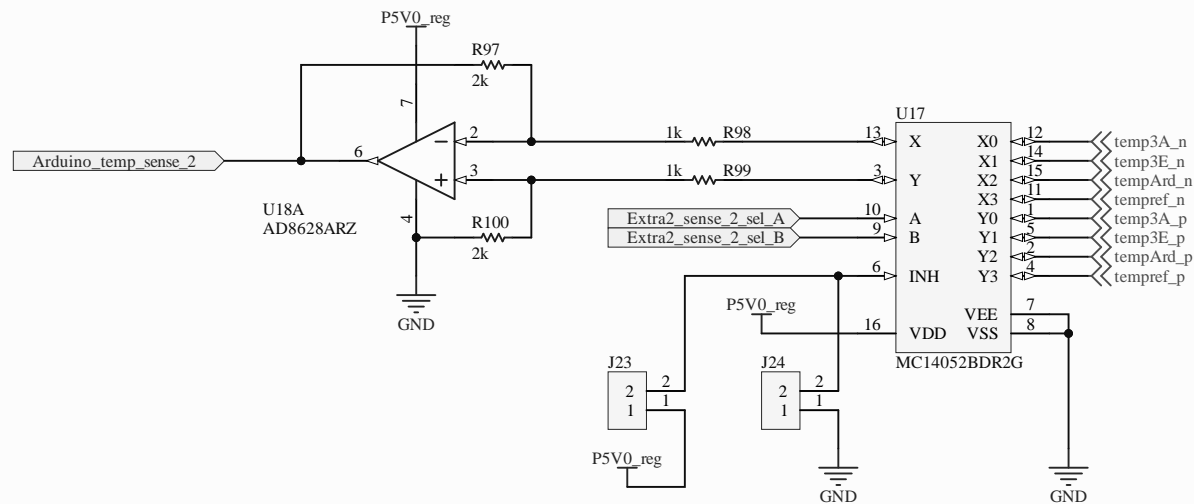 P5V0_reg
R97
2k
7
2
3
6
4
Arduino_temp_sense_2
U18A
AD8628ARZ
R100
2k
GND
1k
R98
1k
R99
Extra2_sense_2_sel_A
Extra2_sense_2_sel_B
U17
13
X
X0
12
temp3A_n
X1
14
temp3E_n
3
Y
X2
15
tempArd_n
X3
11
tempref_n
10
A
Y0
1
temp3A_p
9
B
Y1
5
temp3E_p
Y2
2
tempArd_p
6
INH
Y3
4
tempref_p
VEE
7
P5V0_reg
16
VDD
VSS
8
MC14052BDR2G
J23
2
2
1
1
P5V0_reg
J24
2
2
1
1
GND
GND